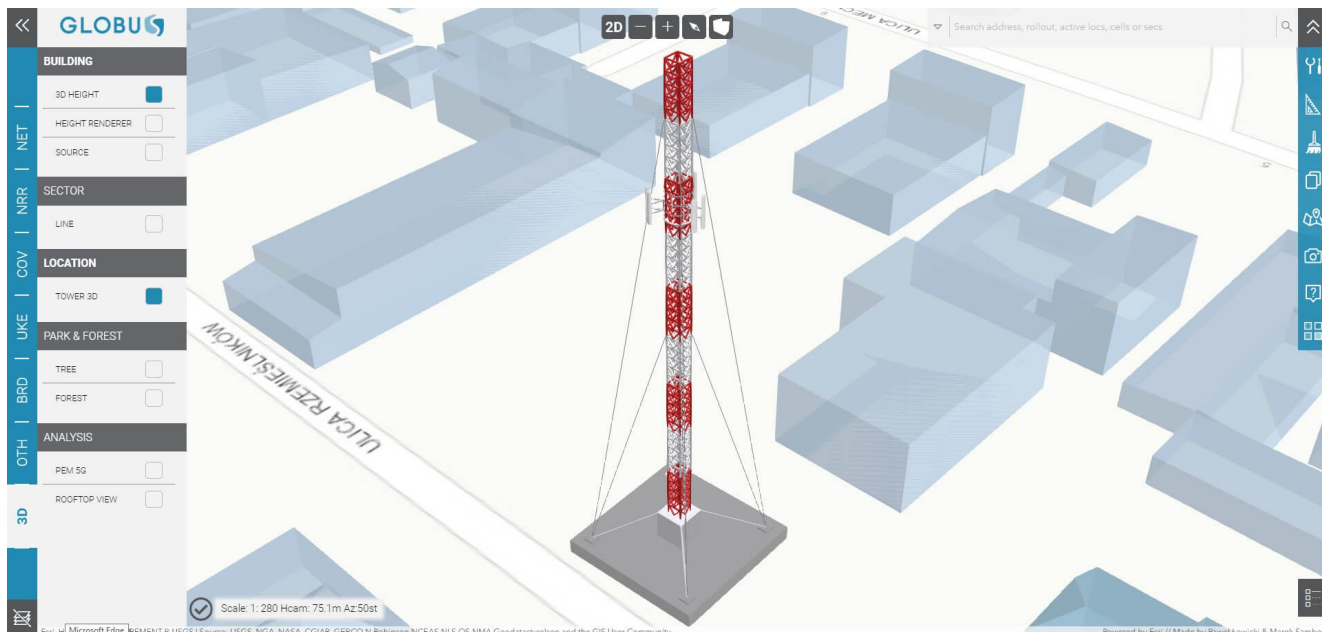 GLOBUS
2D
ULICA MEC
Search address, rollout, active locs, cells or secs
BUILDING
3D HEIGHT
HEIGHT RENDERER
SOURCE
SECTOR
LINE
LOCATION
TOWER 3D
PARK & FOREST
TREE
FOREST
ANALYSIS
PEM 5G
ROOFTOP VIEW
NET
NRR
COV
UKE
BRD
OTH
3D
ULICA RZEMIEŚLNIKÓW
Scale: 1: 280 Hcam: 75.1m Az:50st
Microsoft Edge